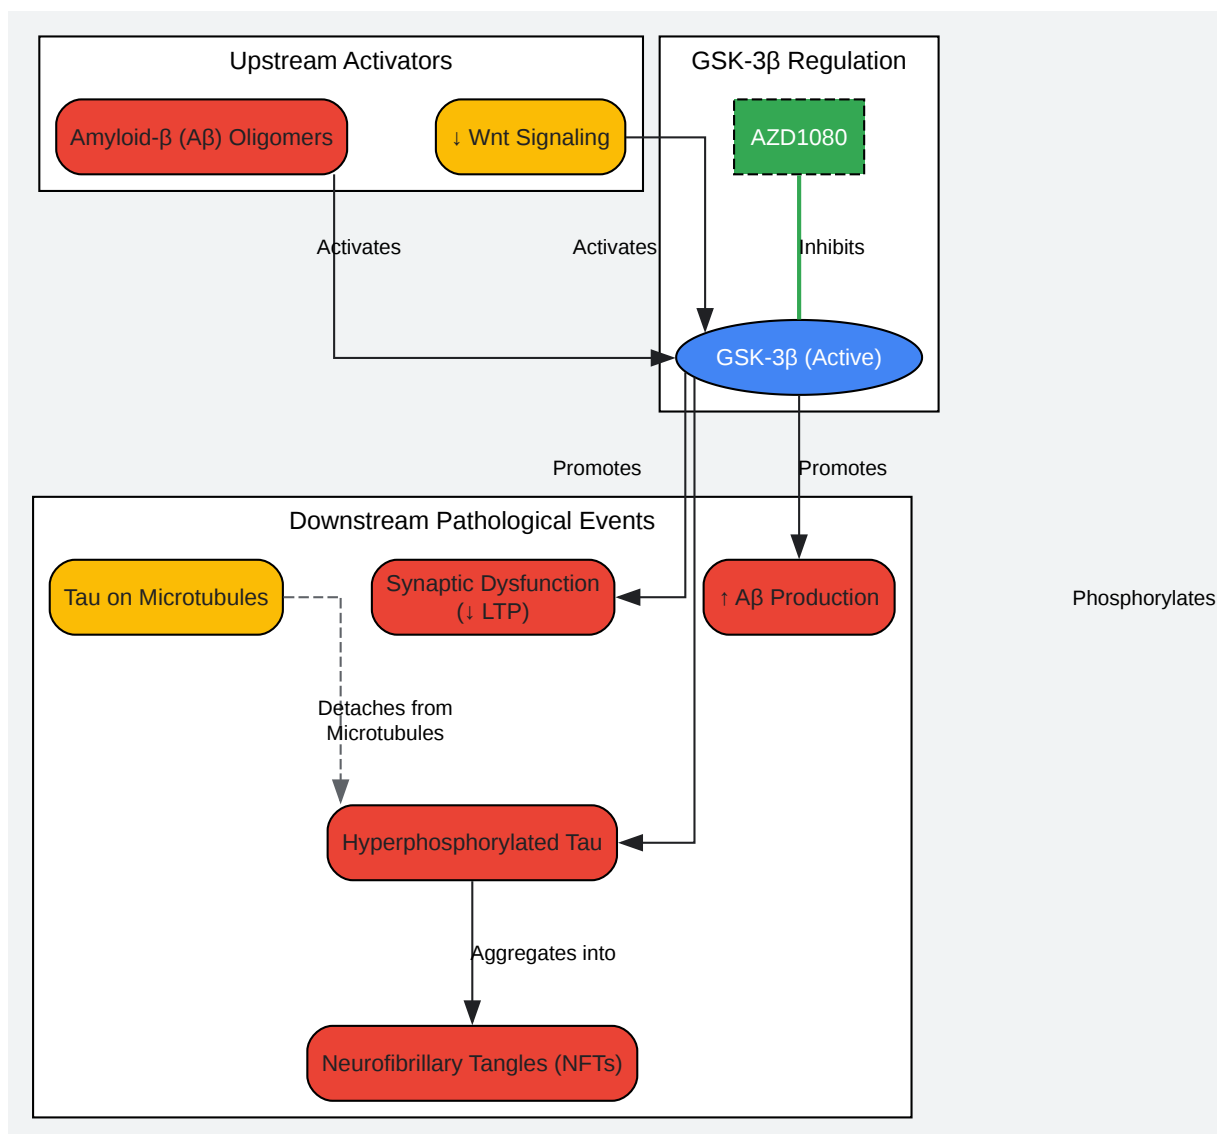 Upstream Activators
GSK-3β Regulation
Amyloid-β (Aβ) Oligomers
↓ Wnt Signaling
AZD1080
Activates
Activates
Inhibits
GSK-3β (Active)
Promotes
Promotes
Downstream Pathological Events
Tau on Microtubules
Synaptic Dysfunction
(↓ LTP)
↑ Aβ Production
Phosphorylates
Detaches from
Microtubules
Hyperphosphorylated Tau
Aggregates into
Neurofibrillary Tangles (NFTs)